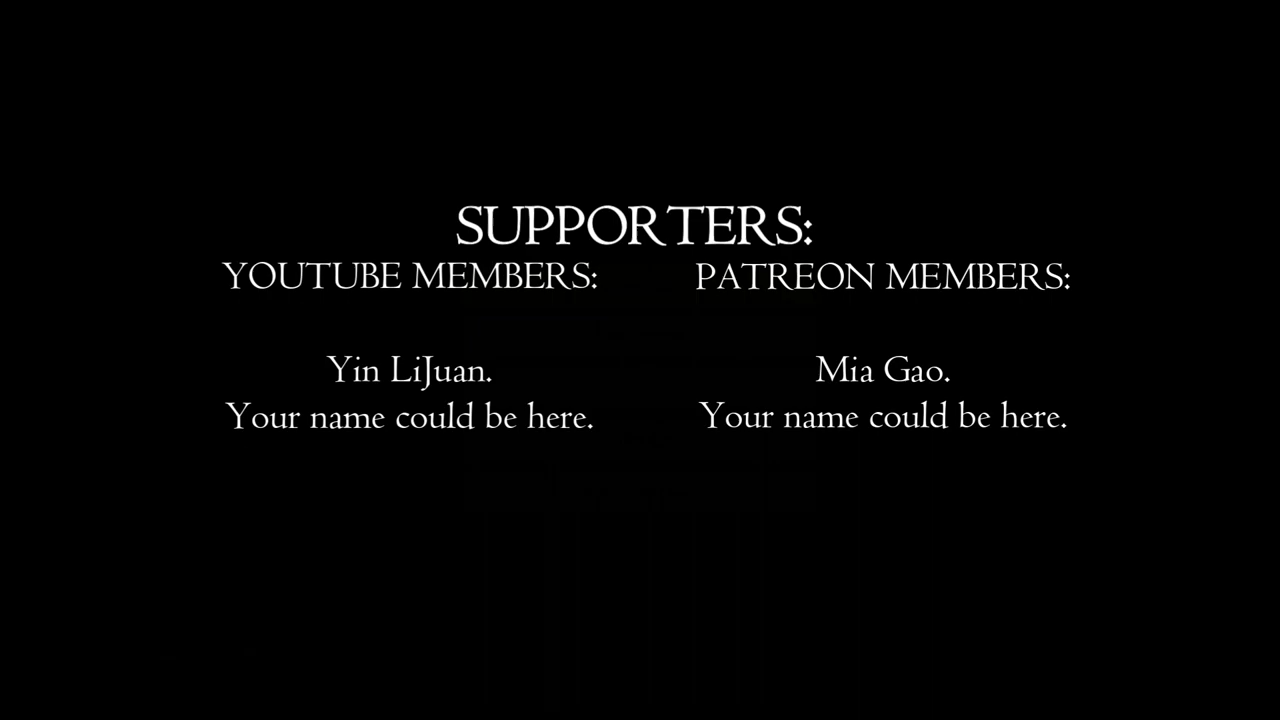 SUPPORTERS:
YOUTUBE MEMBERS:
PATREON MEMBERS:
Yin LiJuan.
Mia Gao.
Your name could be here.
Your name could be here.